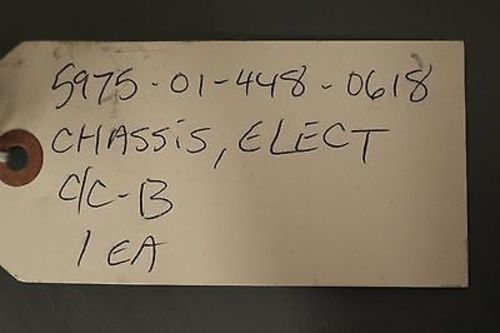 5975-01-448-0618
CHASSIS, ELECT
C/C-B
1 EA